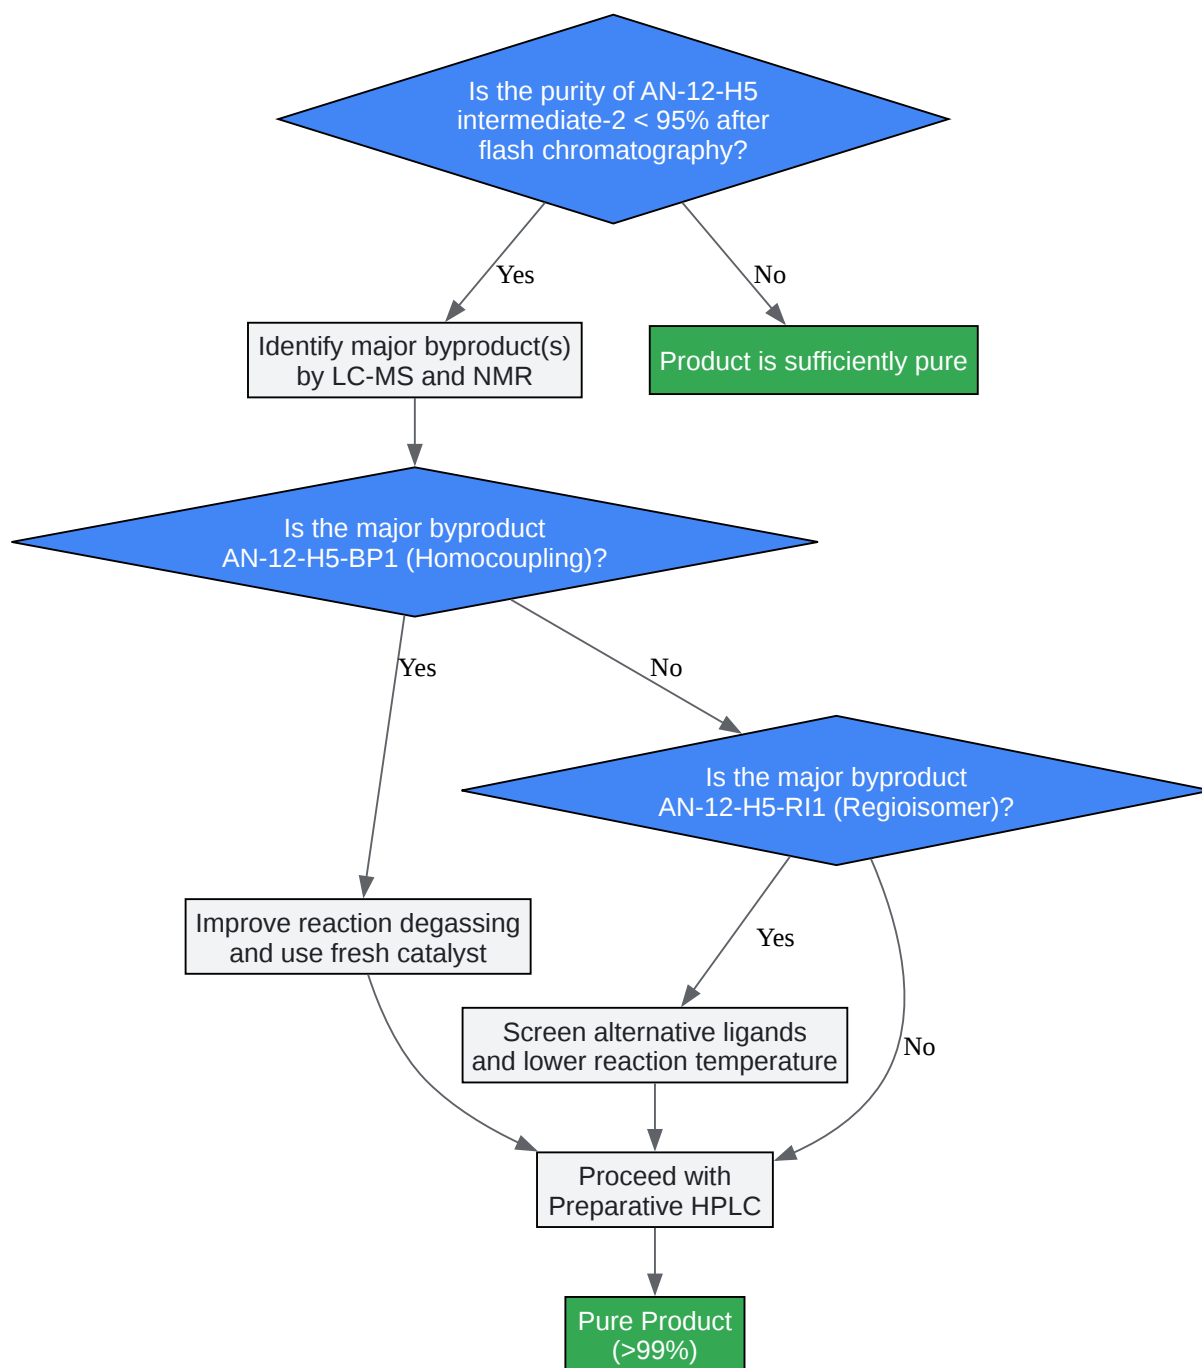 Is the purity of AN-12-H5
intermediate-2 < 95% after
flash chromatography?
Yes
No
Identify major byproduct(s)
by LC-MS and NMR
Product is sufficiently pure
Is the major byproduct
AN-12-H5-BP1 (Homocoupling)?
Yes
No
Is the major byproduct
AN-12-H5-RI1 (Regioisomer)?
Improve reaction degassing
and use fresh catalyst
Yes
No
Screen alternative ligands
and lower reaction temperature
Proceed with
Preparative HPLC
Pure Product
(>99%)